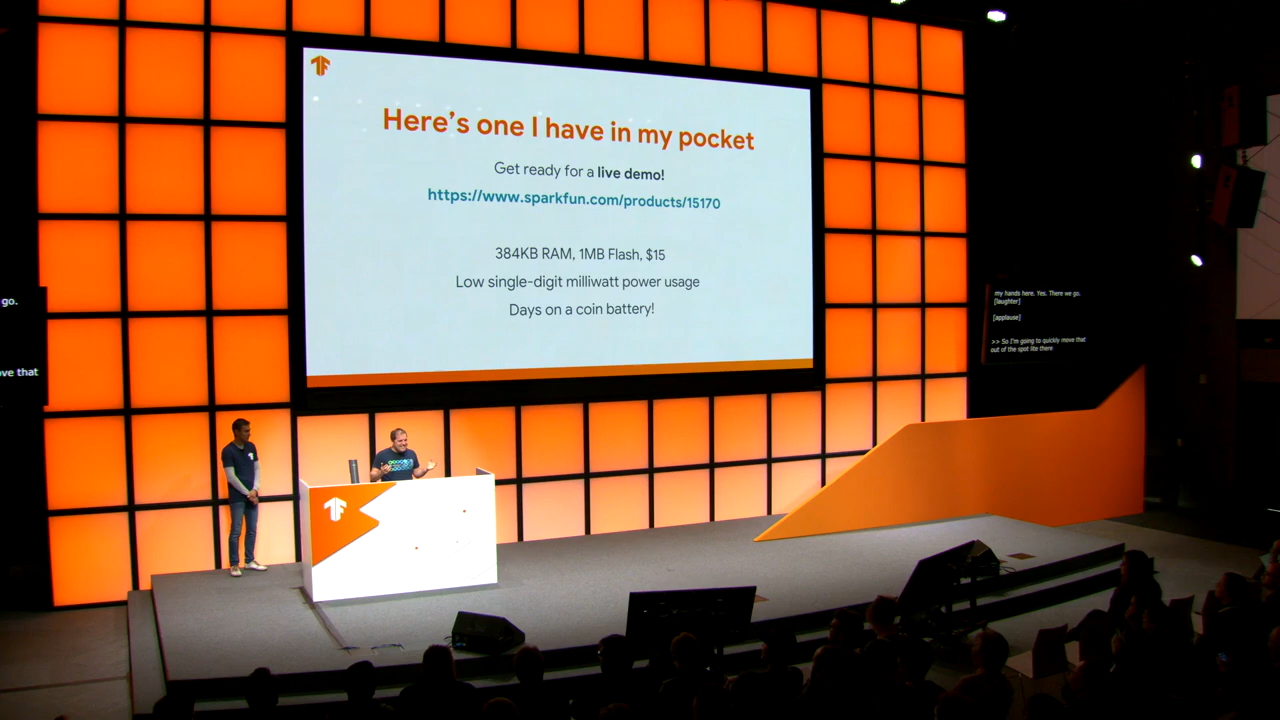 Here's one I have in my pocket
Get ready for a live demo!
https://www.sparkfun.com/products/15170
384KB RAM, 1MB Flash, $15
Low single-digit milliwatt power usage
Days on a coin battery!
go.
ove that
my hands here. Yes. There we go.
[laughter]
[applause]
>> So I'm going to quickly move that
out of the spot lite there